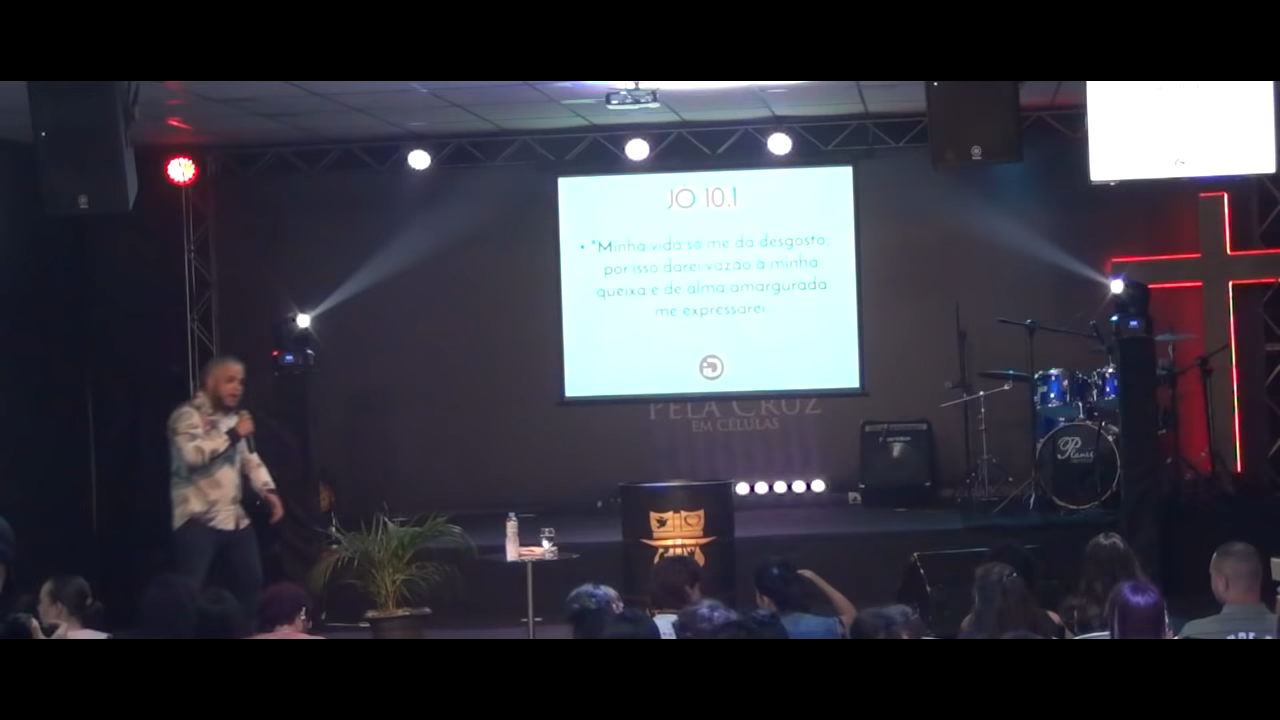 JÓ 10.1
• "Minha vida só me dá desgosto;
por isso darei vazão à minha
queixa e de alma amargurada
me expressarei
PELA CRUZ
EM CÉLULAS